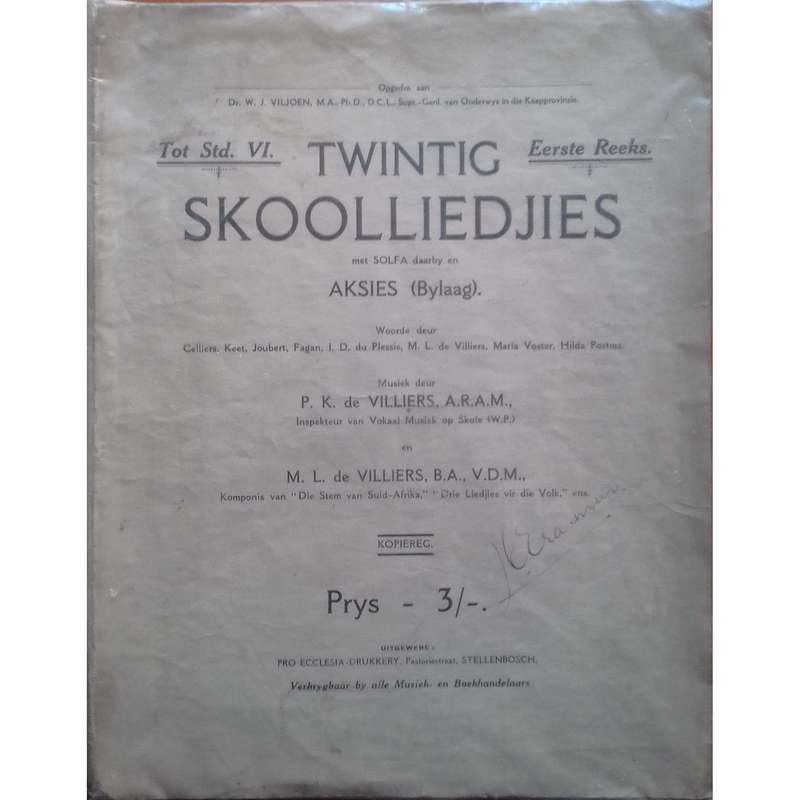 Opgedra aan
Dr. W. J. VILJOEN, M.A., Ph.D., D.C.L., Supt.-Genl. van Onderwys in die Kaapprovinsie.
Tot Std. VI. TWINTIG Eerste Reeks.
SKOOLLIEDJIES
met SOLFA daarby en
AKSIES (Bylaag).
Woorde deur
Celliers, Keet, Joubert, Fagan, I. D. du Plessis, M. L. de Villiers, Maria Voster, Hilda Postma.
Musiek deur
P. K. de VILLIERS, A.R.A.M.,
Inspekteur van Vokaal Musiek op Skole (W.P.)
en
M. L. de VILLIERS, B.A., V.D.M.,
Komponis van "Die Stem van Suid-Afrika," "Drie Liedjies vir die Volk," ens.
KOPIEREG.
Prys - 3/-.
UITGEWERS:
PRO ECCLESIA-DRUKKERY, Pastoriestraat, STELLENBOSCH.
Verkrygbaar by alle Musiek- en Boekhandelaars